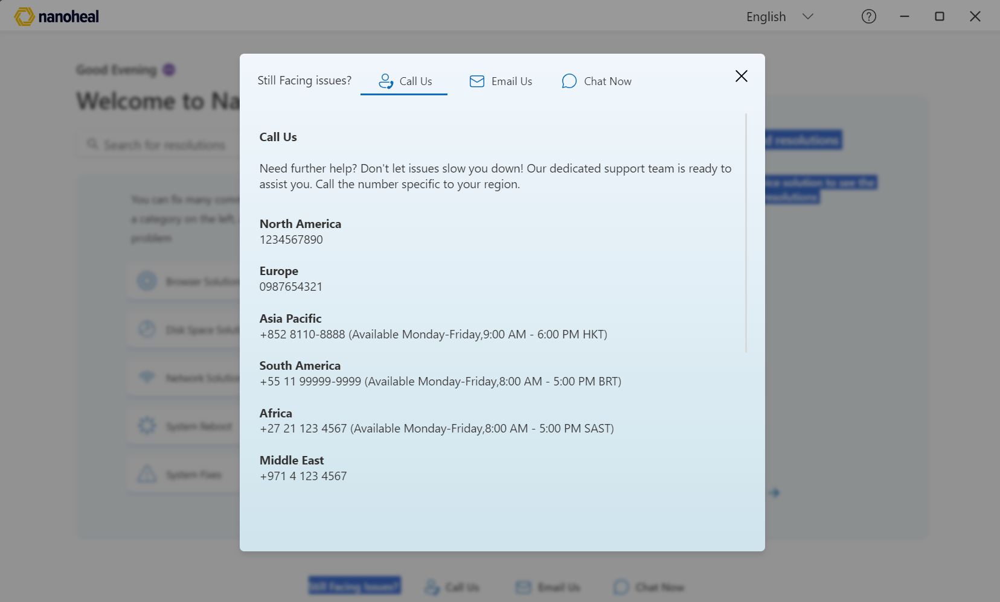 nanoheal
English
Good Evening
Welcome to Na
Search for resolutions
You can fix many com
a category on the left,
problem
Browser Solution
Disk Space Solut
Network Solution
System Reboot
System Fixes
Still Facing issues?
Call Us
Email Us
Chat Now
Call Us
Need further help? Don't let issues slow you down! Our dedicated support team is ready to
assist you. Call the number specific to your region.
North America
1234567890
Europe
0987654321
Asia Pacific
+852 8110-8888 (Available Monday-Friday,9:00 AM - 6:00 PM HKT)
South America
+55 11 99999-9999 (Available Monday-Friday,8:00 AM - 5:00 PM BRT)
Africa
+27 21 123 4567 (Available Monday-Friday,8:00 AM - 5:00 PM SAST)
Middle East
+971 4 123 4567
d resolutions
ice solution to see the
resolutions
Still Facing Issues?
Call Us
Email Us
Chat Now